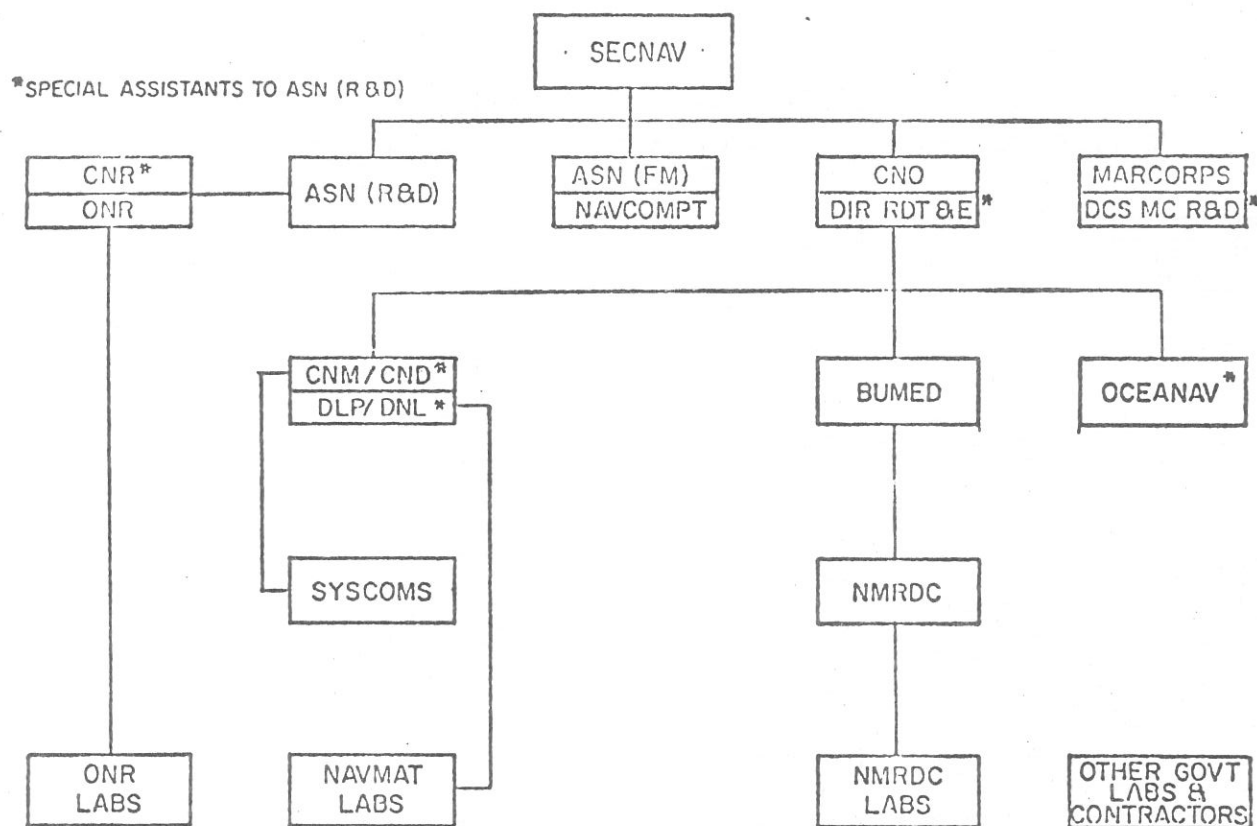 SECNAV
*SPECIAL ASSISTANTS TO ASN (R&D)
CNR*
ONR
ASN (R&D)
ASN (FM)
NAVCOMPT
CNO
DIR RDT&E*
MARCORPS
DCS MC R&D*
CNM/CND*
DLP/DNL*
BUMED
OCEANAV*
SYSCOMS
NMRDC
ONR
LABS
NAVMAT
LABS
NMRDC
LABS
OTHER GOVT
LABS &
CONTRACTORS